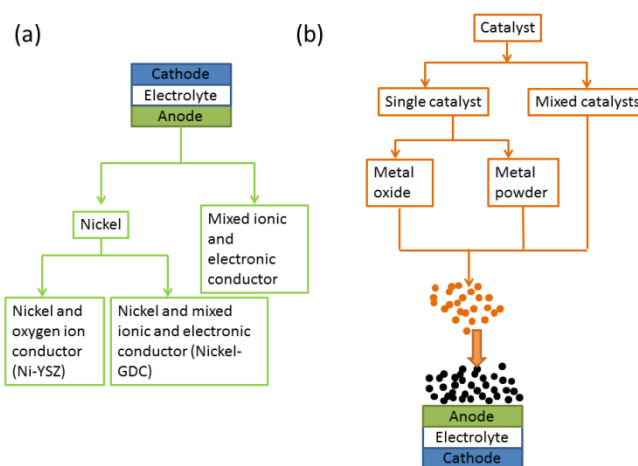 (a)
Cathode
Electrolyte
Anode
Nickel
Mixed ionic
and
electronic
conductor
Nickel and
oxygen ion
conductor
(Ni-YSZ)
Nickel and mixed
ionic and electronic
conductor (Nickel-
GDC)
(b)
Catalyst
Single catalyst
Mixed catalysts
Metal
oxide
Metal
powder
Anode
Electrolyte
Cathode